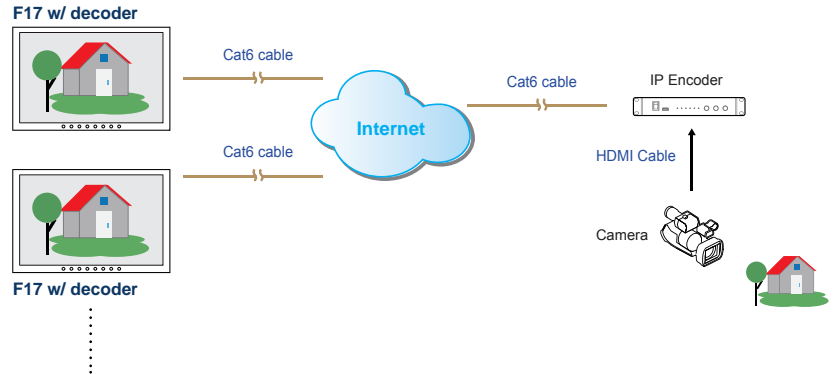 F17 w/ decoder
Cat6 cable
Cat6 cable
IP Encoder
Internet
HDMI Cable
Cat6 cable
Camera
F17 w/ decoder